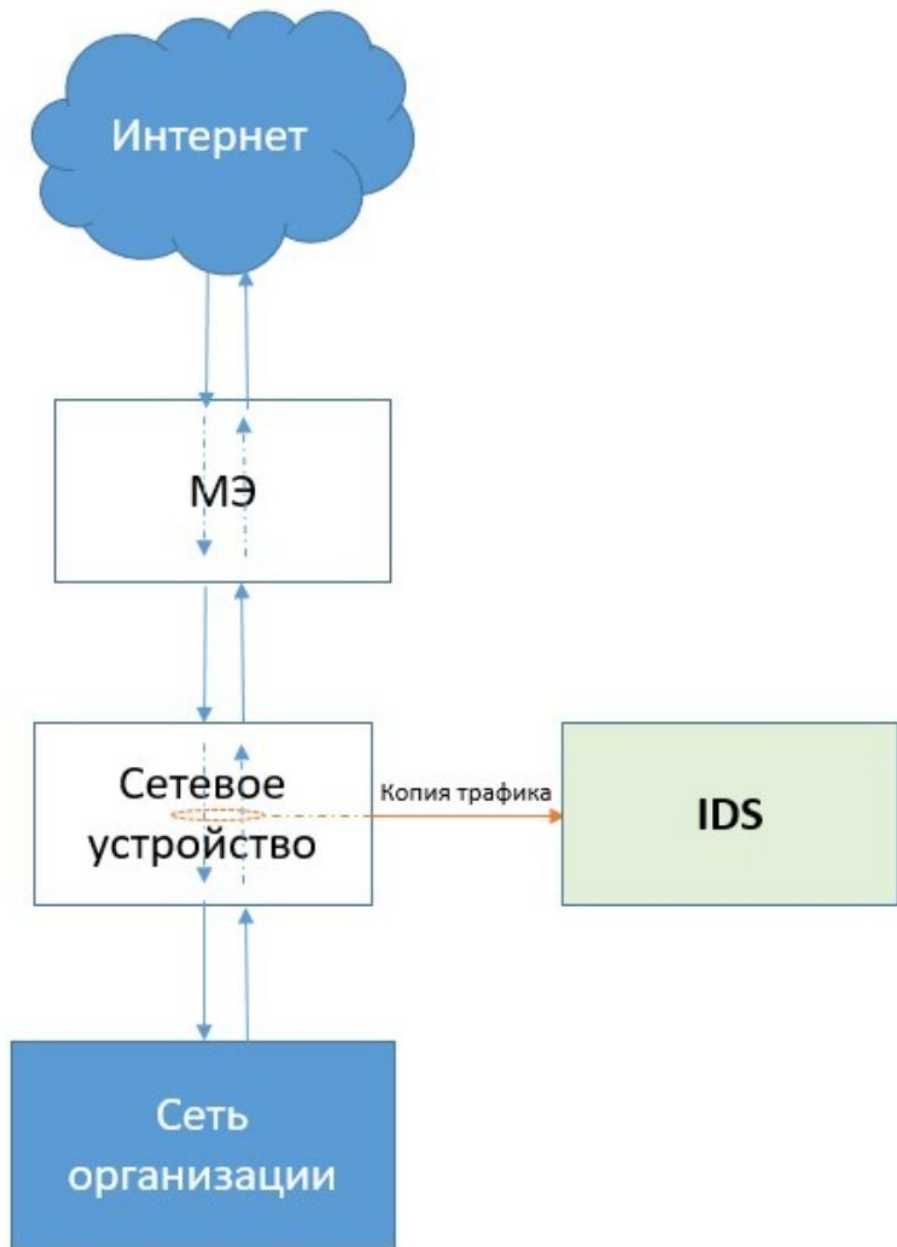 Интернет
МЭ
Сетевое
устройство
Копия трафика
IDS
Сеть
организации